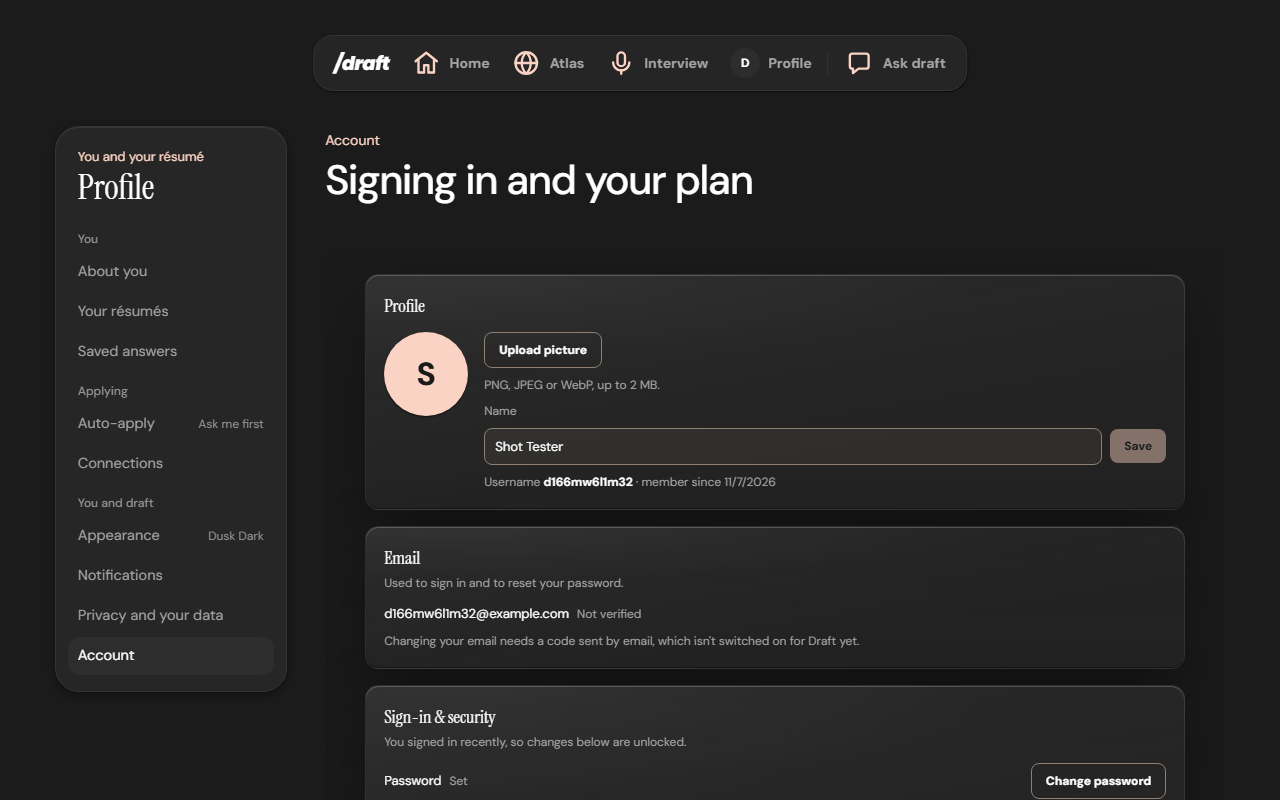 /draft
Home
Atlas
Interview
D
Profile
Ask draft
You and your résumé
Profile
You
About you
Your résumés
Saved answers
Applying
Auto-apply Ask me first
Connections
You and draft
Appearance Dusk Dark
Notifications
Privacy and your data
Account
Account
Signing in and your plan
Profile
S
Upload picture
PNG, JPEG or WebP, up to 2 MB.
Name
Shot Tester Save
Username d166mw6l1m32 · member since 11/7/2026
Email
Used to sign in and to reset your password.
d166mw6l1m32@example.com Not verified
Changing your email needs a code sent by email, which isn't switched on for Draft yet.
Sign-in & security
You signed in recently, so changes below are unlocked.
Password Set Change password